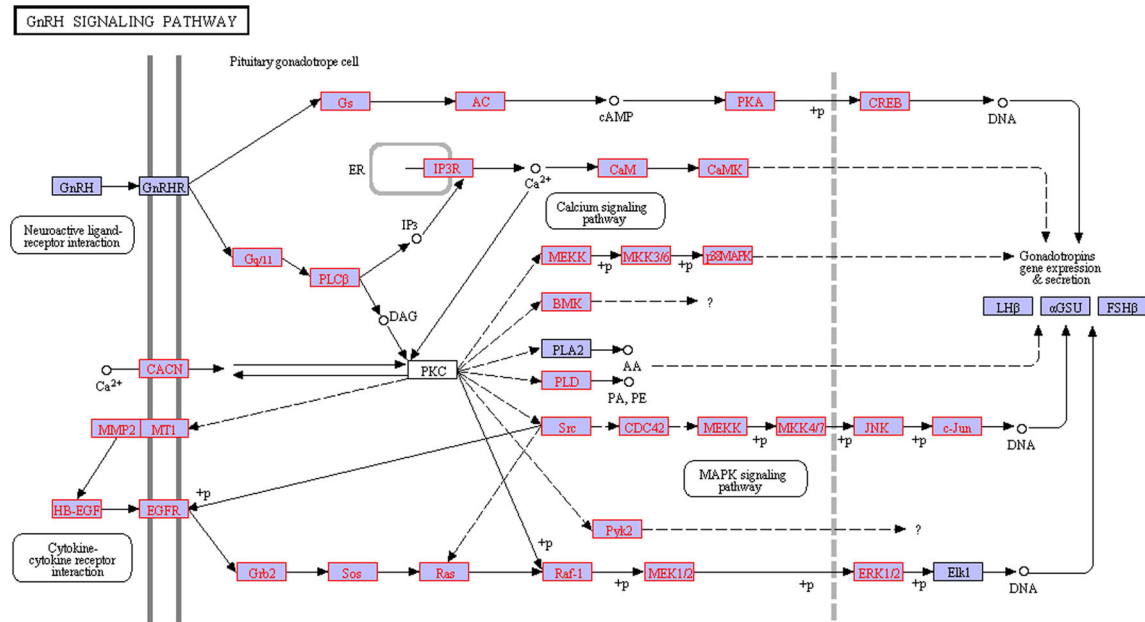 GnRH SIGNALING PATHWAY
Pituitary gonadotrope cell
Gs
AC
cAMP
PKA
+p
CREB
DNA
ER
IP3R
Ca2+
CaM
CaMK
GnRH
GnRHR
Neuroactive ligand-
receptor interaction
Calcium signaling
pathway
IP3
Gq/11
PLCβ
MEKK
+p
MKK3/6
+p
p38MAPK
Gonadotropins
gene expression
& secretion
DAG
BMK
?
LHβ
αGSU
FSHβ
Ca2+
CACN
PKC
PLA2
AA
PLD
PA, PE
MMP2
MT1
Src
CDC42
MEKK
+p
MKK4/7
+p
JNK
+p
c-Jun
DNA
MAPK signaling
pathway
HB-EGF
+p
EGFR
Pyk2
?
Cytokine-
cytokine receptor
interaction
+p
Grb2
Sos
Ras
Raf-1
+p
MEK1/2
+p
ERK1/2
+p
Elk1
DNA